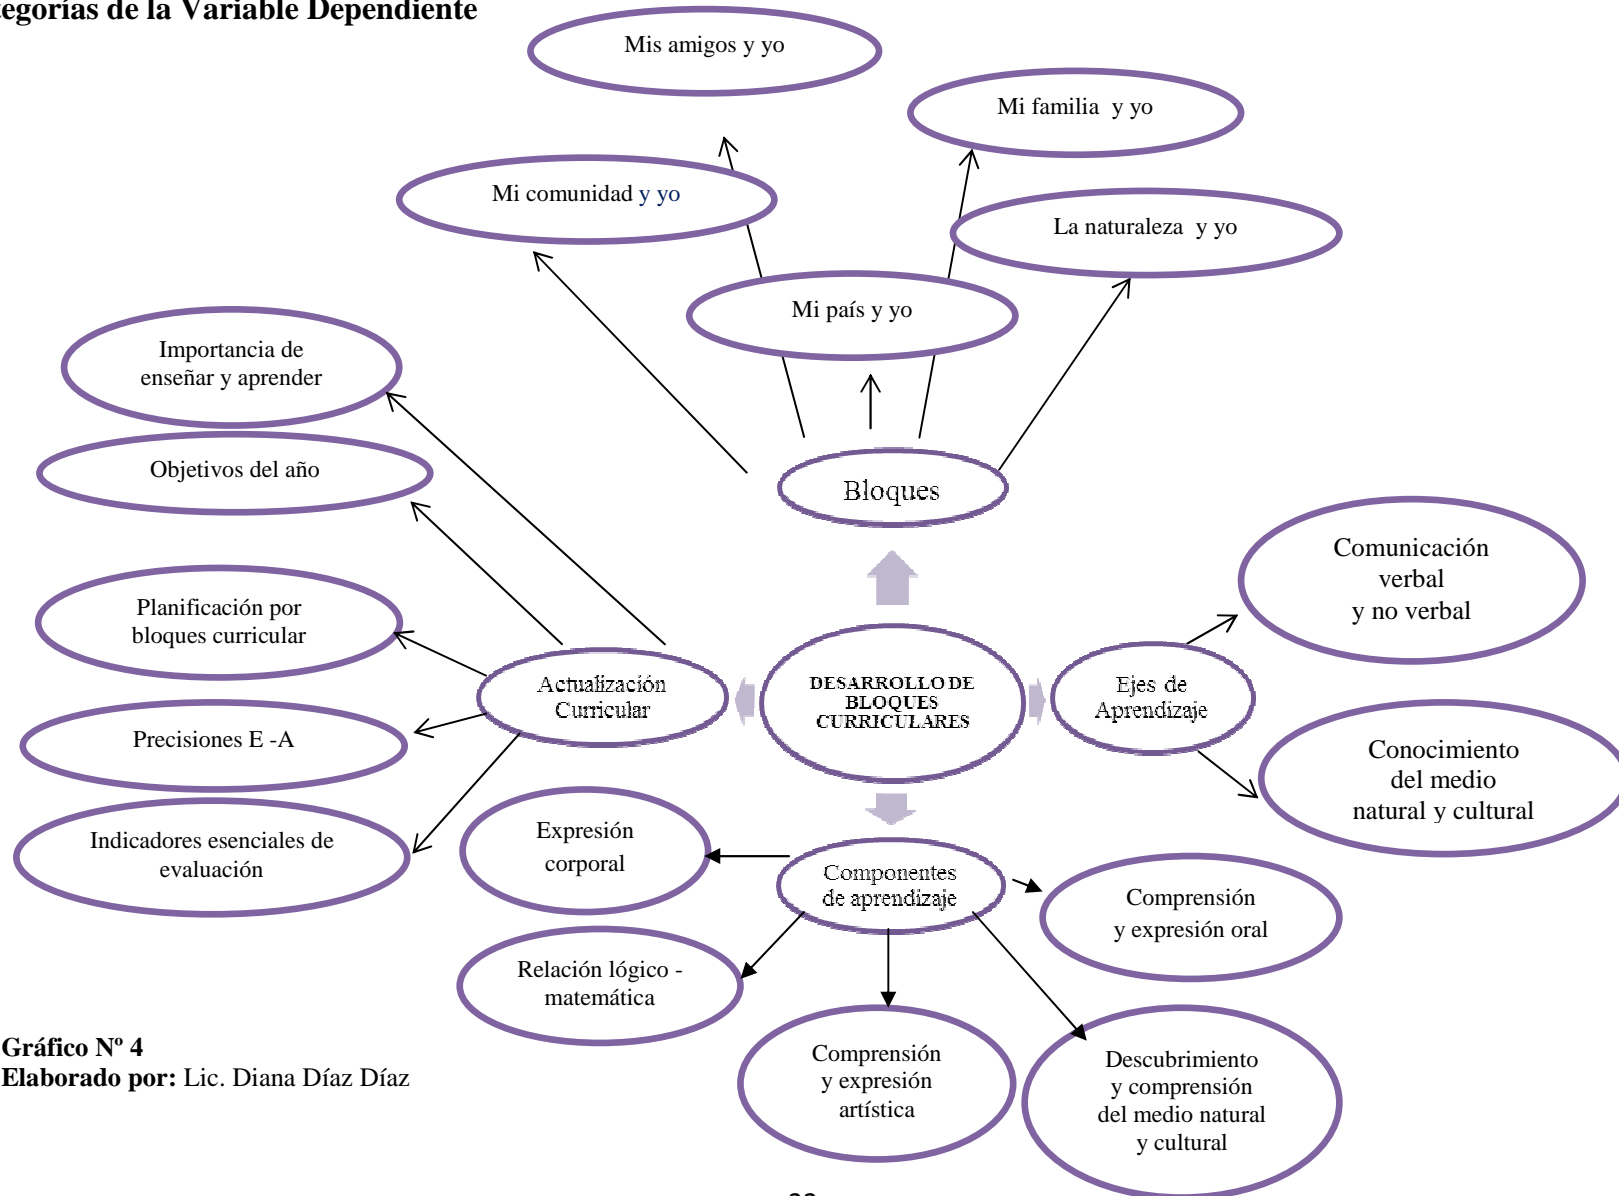 tegorías de la Variable Dependiente
Mis amigos y yo
Mi familia y yo
Mi comunidad y yo
La naturaleza y yo
Mi país y yo
Importancia de
enseñar y aprender
Objetivos del año
Bloques
Comunicación
verbal
y no verbal
Planificación por
bloques curricular
Actualización
Curricular
DESARROLLO DE
BLOQUES
CURRICULARES
Ejes de
Aprendizaje
Precisiones E -A
Conocimiento
del medio
natural y cultural
Indicadores esenciales de
evaluación
Expresión
corporal
Componentes
de aprendizaje
Comprensión
y expresión oral
Relación lógico -
matemática
Comprensión
y expresión
artística
Descubrimiento
y comprensión
del medio natural
y cultural
Gráfico Nº 4
Elaborado por: Lic. Diana Díaz Díaz